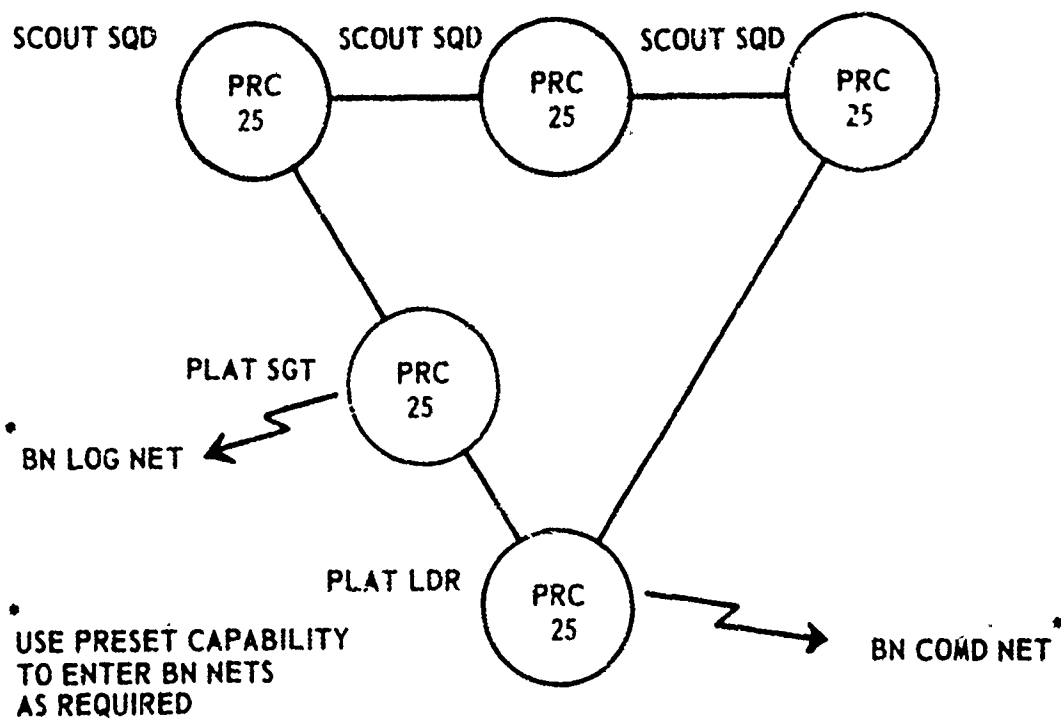 SCOUT SQD
SCOUT SQD
SCOUT SQD
PRC
25
PRC
25
PRC
25
PLAT SGT
PRC
25
*
BN LOG NET
PLAT LDR
PRC
25
BN COMD NET*
*
USE PRESET CAPABILITY
TO ENTER BN NETS
AS REQUIRED